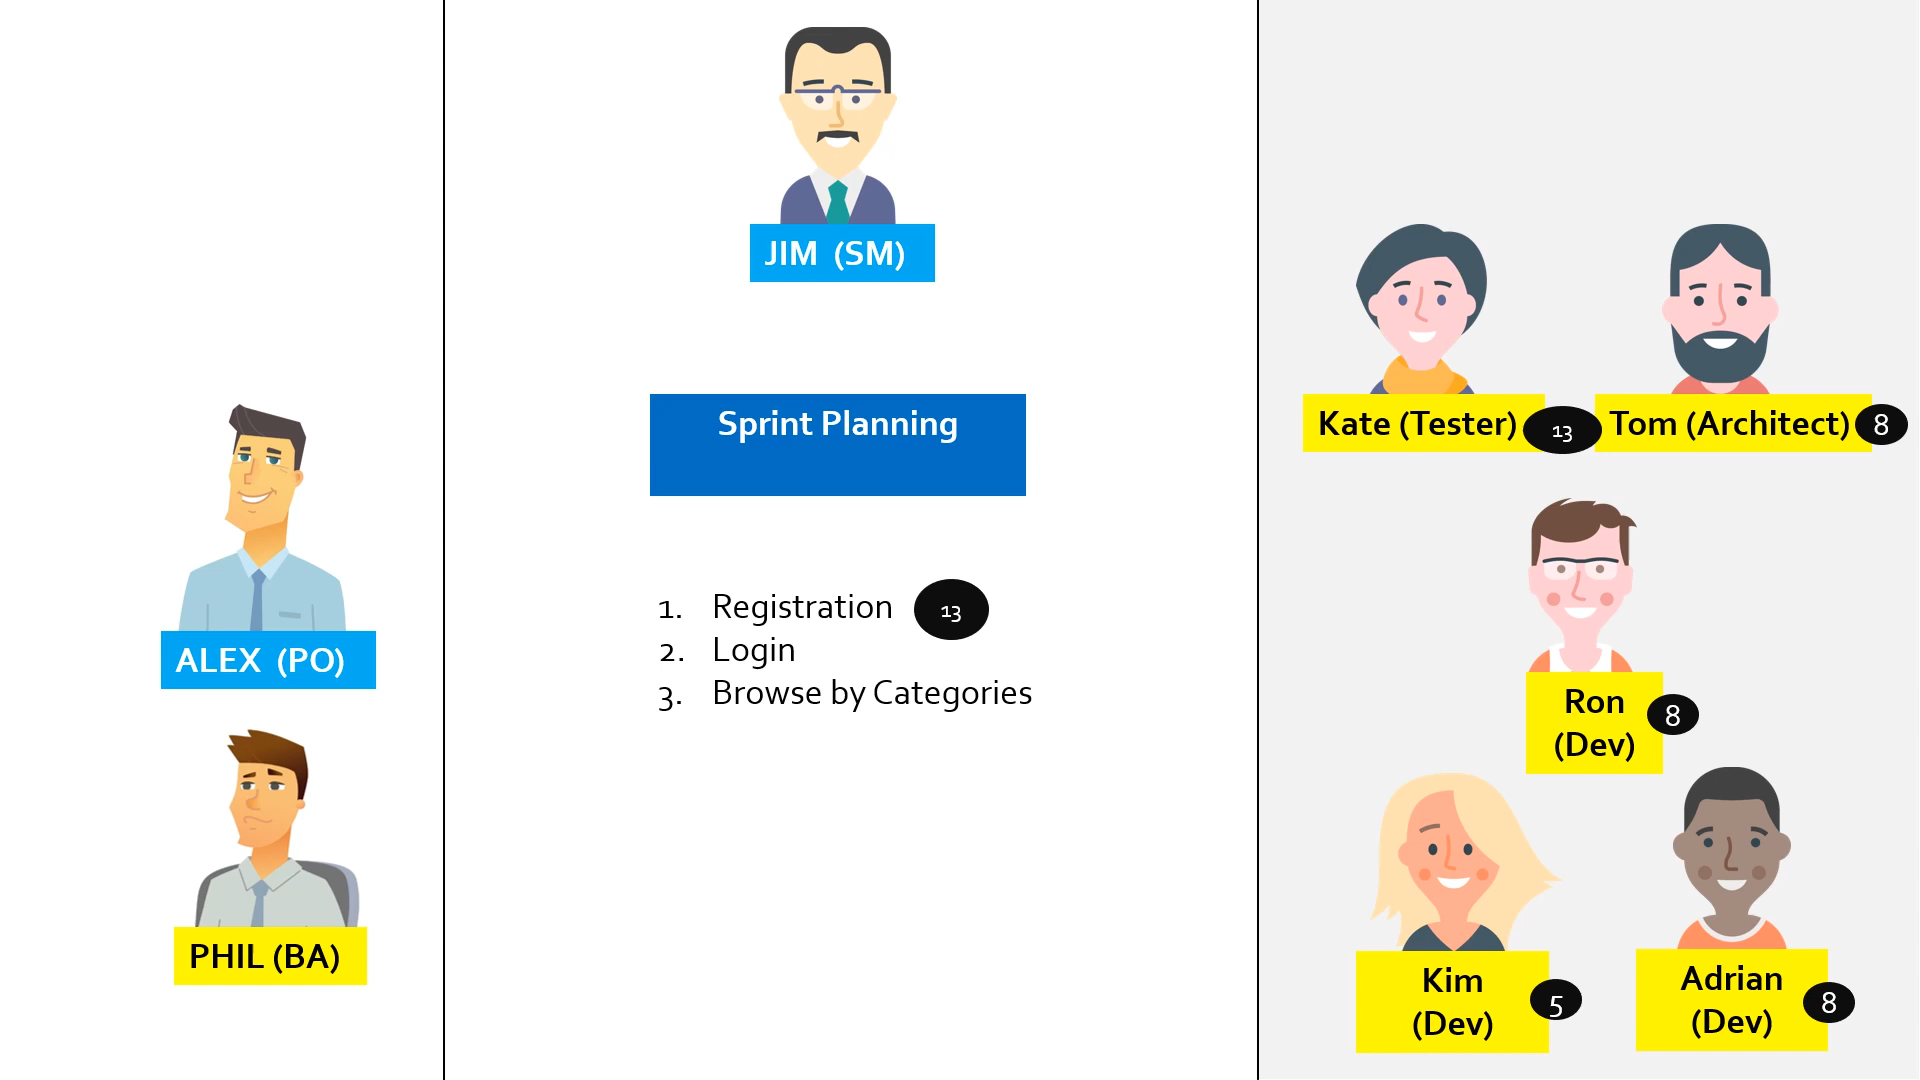 JIM (SM)
Sprint Planning
1. Registration 13
2. Login
3. Browse by Categories
ALEX (PO)
PHIL (BA)
Kate (Tester) 13
Tom (Architect) 8
Ron
(Dev) 8
Kim
(Dev) 5
Adrian
(Dev) 8